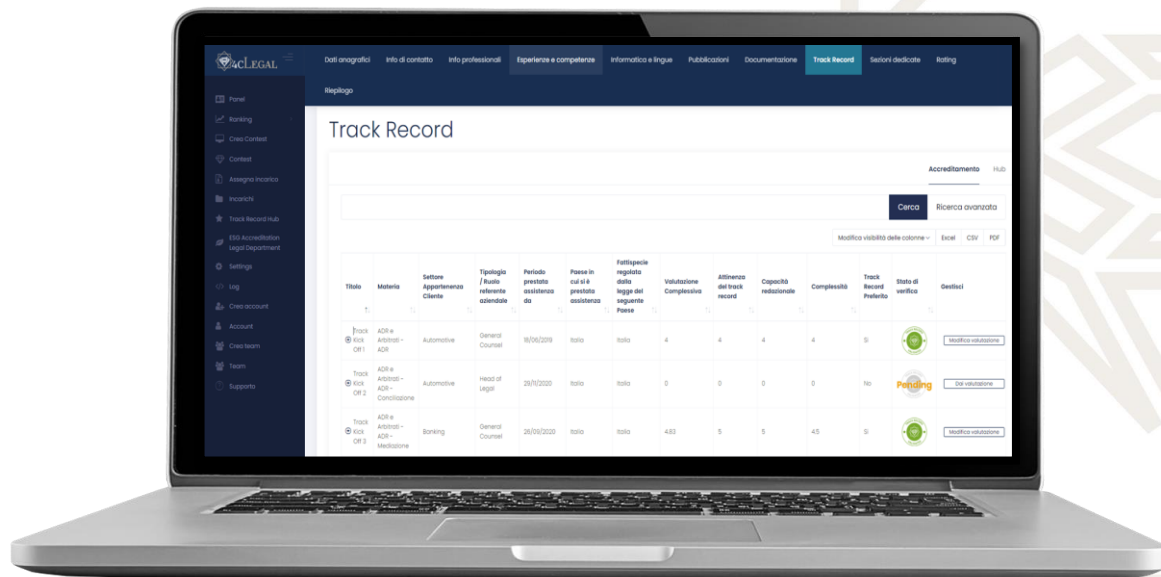 4cLegal
Dati anagrafici Info di contatto Info professionali Esperienze e competenze Informatica e lingue Pubblicazioni Documentazione Track Record Sezioni dedicate Rating
Riepilogo
Panel
Ranking
Crea Contest
Contest
Assegna Incarico
Incarichi
Track Record Hub
ESG Accreditation
Legal Department
Settings
Log
Crea account
Account
Crea team
Team
Supporto
Track Record
Accreditamento Hub
Cerca Ricerca avanzata
Modifica visibilità delle colonne Excel CSV PDF
Titolo Materia Settore Appartenenza Cliente Tipologia / Ruolo referente aziendale Periodo prestata assistenza da Paese in cui si è prestata assistenza Fattispecie regolata dalla legge del seguente Paese Valutazione Complessiva Attinenza del track record Capacità redazionale Complessità Track Record Preferito Stato di verifica Gestisci
Track Kick Off 1 ADR e Arbitrati - ADR Automotive General Counsel 18/06/2019 Italia Italia 4 4 4 4 Sì Modifica valutazione
Track Kick Off 2 ADR e Arbitrati - ADR - Conciliazione Automotive Head of Legal 29/11/2020 Italia Italia 0 0 0 0 No Pending Dai valutazione
Track Kick Off 3 ADR e Arbitrati - ADR - Mediazione Banking General Counsel 26/09/2020 Italia Italia 4.83 5 5 4.5 Sì Modifica valutazione